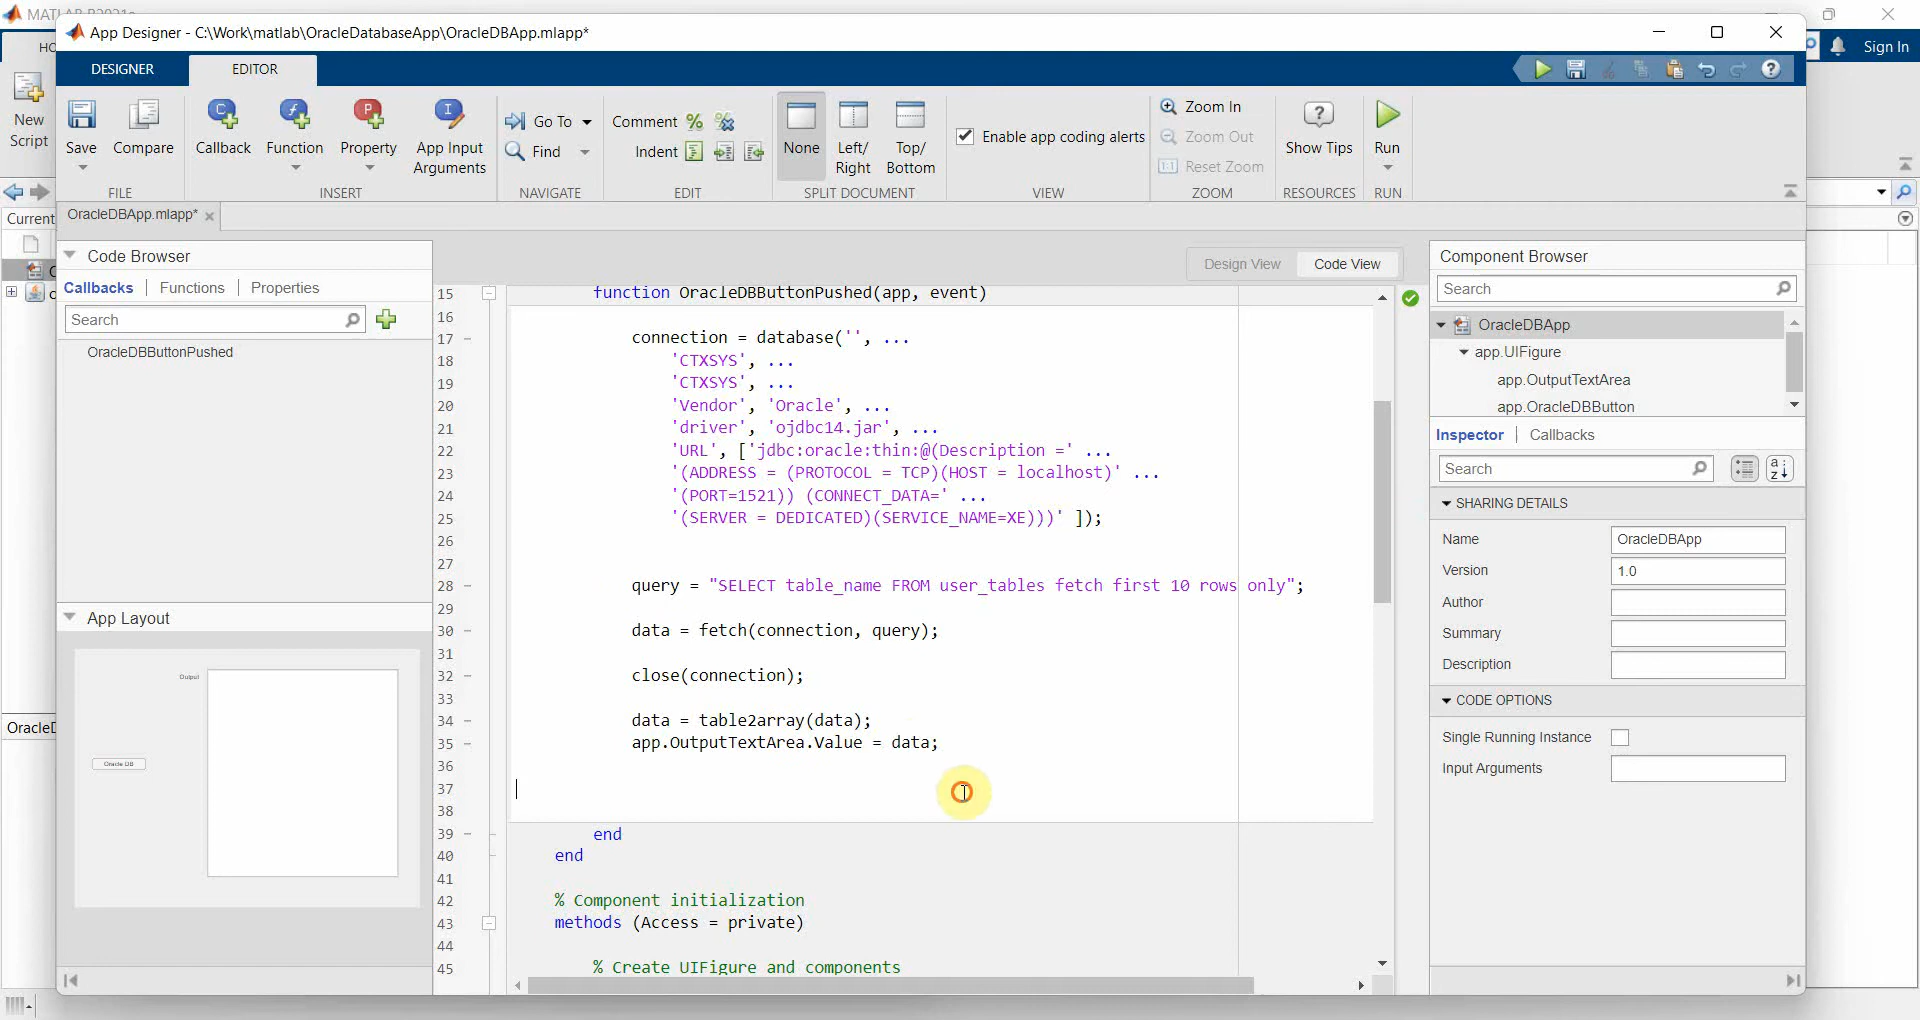 MATLAB R2021a
App Designer - C:\Work\matlab\OracleDatabaseApp\OracleDBApp.mlapp*
HO
DESIGNER
EDITOR
Sign In
New
Script
Save
Compare
Callback
Function
Property
App Input
Arguments
Go To
Find
Comment
Indent
None
Left/
Right
Top/
Bottom
Enable app coding alerts
Zoom In
Zoom Out
Reset Zoom
Show Tips
Run
FILE
INSERT
NAVIGATE
EDIT
SPLIT DOCUMENT
VIEW
ZOOM
RESOURCES
RUN
Current
OracleDBApp.mlapp*
Code Browser
Callbacks
Functions
Properties
Search
OracleDBButtonPushed
App Layout
Output
Oracle DB
OracleD
Design View
Code View
15 function OracleDBButtonPushed(app, event)
16
17 - connection = database('', ...
18 'CTXSYS', ...
19 'CTXSYS', ...
20 'Vendor', 'Oracle', ...
21 'driver', 'ojdbc14.jar', ...
22 'URL', ['jdbc:oracle:thin:@(Description =' ...
23 '(ADDRESS = (PROTOCOL = TCP)(HOST = localhost)' ...
24 '(PORT=1521)) (CONNECT_DATA=' ...
25 '(SERVER = DEDICATED)(SERVICE_NAME=XE)))' ]);
26
27
28 - query = "SELECT table_name FROM user_tables fetch first 10 rows only";
29
30 - data = fetch(connection, query);
31
32 - close(connection);
33
34 - data = table2array(data);
35 - app.OutputTextArea.Value = data;
36
37
38
39 - end
40 end
41
42 % Component initialization
43 methods (Access = private)
44
45 % Create UIFigure and components
Component Browser
Search
OracleDBApp
app.UIFigure
app.OutputTextArea
app.OracleDBButton
Inspector
Callbacks
Search
SHARING DETAILS
Name OracleDBApp
Version 1.0
Author
Summary
Description
CODE OPTIONS
Single Running Instance
Input Arguments